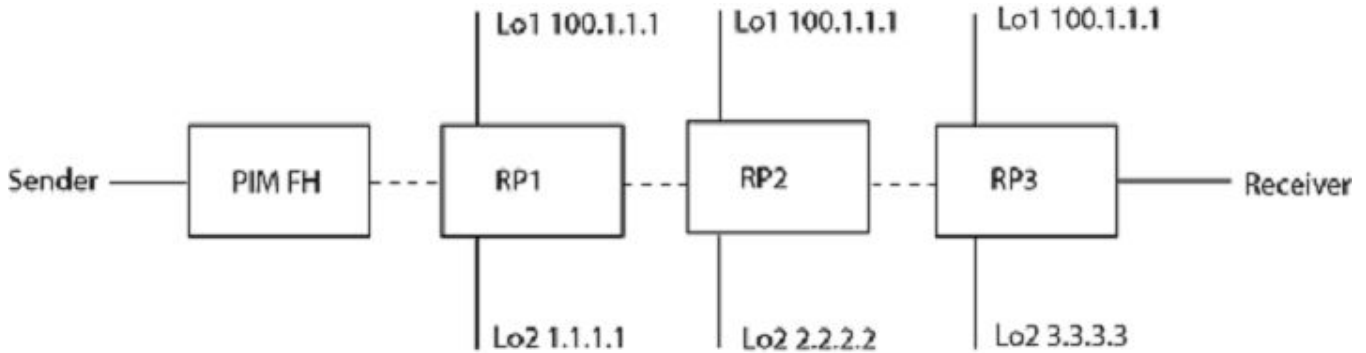 Lo1 100.1.1.1
Lo1 100.1.1.1
Lo1 100.1.1.1
Sender
PIM FH
RP1
RP2
RP3
Receiver
Lo2 1.1.1.1
Lo2 2.2.2.2
Lo2 3.3.3.3